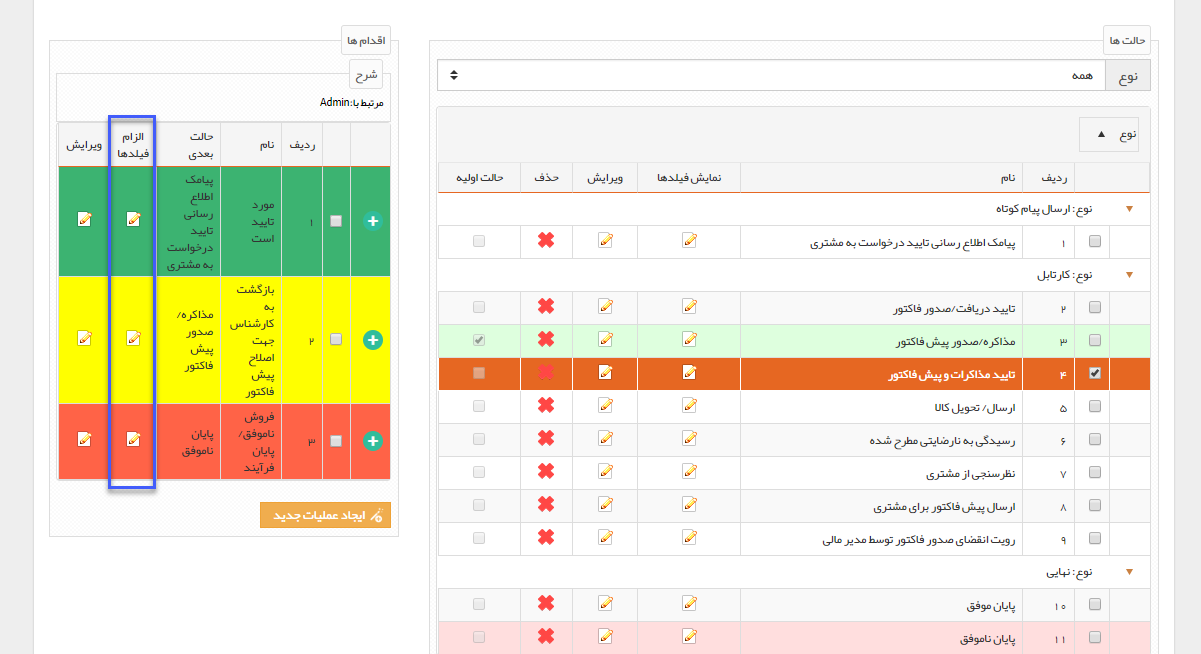 حالت ها
نوع
همه
نوع ▲
ردیف نام نمایش فیلدها ویرایش حذف حالت اولیه
نوع: ارسال پیام کوتاه
۱ پیامک اطلاع رسانی تایید درخواست به مشتری
نوع: کارتابل
۲ تایید دریافت/صدور فاکتور
۳ مذاکره/صدور پیش فاکتور
۴ تایید مذاکرات و پیش فاکتور
۵ ارسال/ تحویل کالا
۶ رسیدگی به نارضایتی مطرح شده
۷ نظرسنجی از مشتری
۸ ارسال پیش فاکتور برای مشتری
۹ رویت انقضای صدور فاکتور توسط مدیر مالی
نوع: نهایی
۱۰ پایان موفق
۱۱ پایان ناموفق
اقدام ها
شرح
مرتبط با:Admin
ردیف
نام
حالت
بعدی
الزام
فیلدها
ویرایش
۱
مورد
تایید
است
پیامک
اطلاع
رسانی
تایید
درخواست
به مشتری
۲
بازگشت
به
کارشناس
جهت
اصلاح
پیش
فاکتور
مذاکره/
صدور
پیش
فاکتور
۳
فروش
ناموفق/
پایان
فرآیند
پایان
ناموفق
ایجاد عملیات جدید